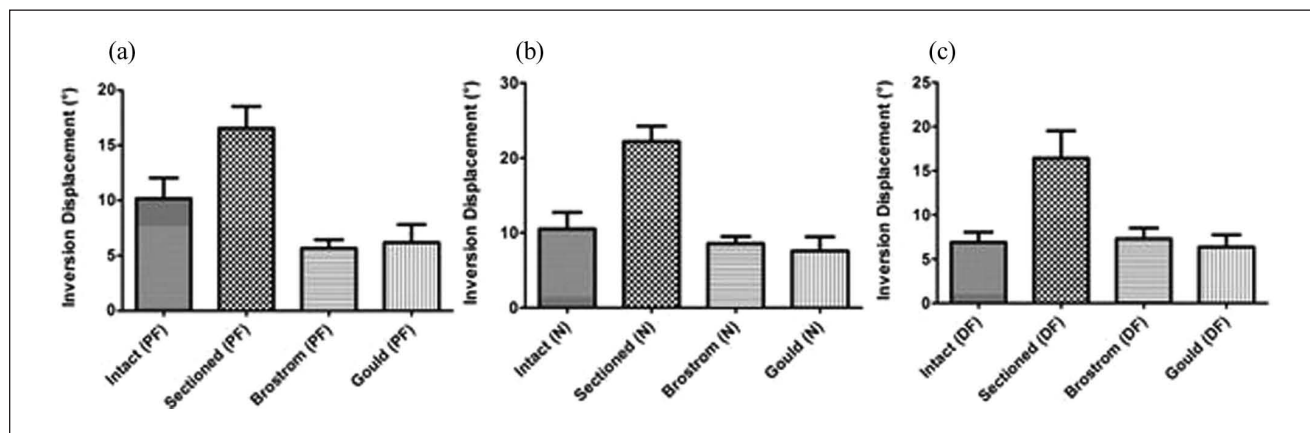 (a)
Inversion Displacement (°)
20
15
10
5
0
Intact (PF)
Sectioned (PF)
Brostrom (PF)
Gould (PF)
(b)
Inversion Displacement (°)
30
20
10
0
Intact (N)
Sectioned (N)
Brostrom (N)
Gould (N)
(c)
Inversion Displacement (°)
25
20
15
10
5
0
Intact (DF)
Sectioned (DF)
Brostrom (DF)
Gould (DF)